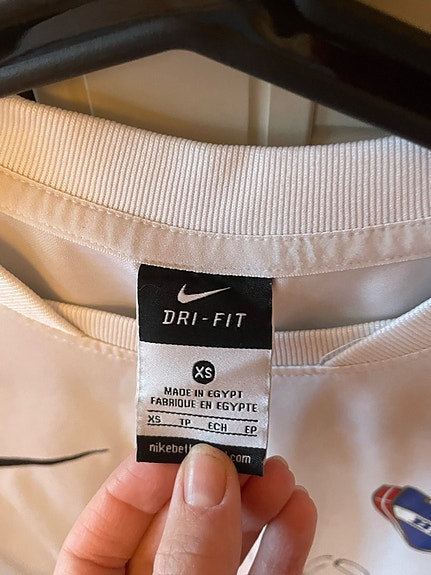 DRI-FIT
XS
MADE IN EGYPT
FABRIQUE EN EGYPTE
XS TP ECH EP